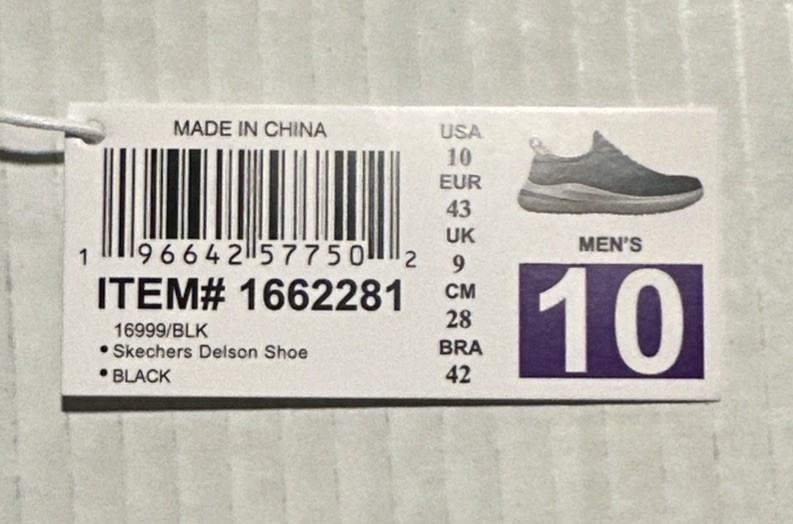 MADE IN CHINA
1 96642 57750 2
ITEM# 1662281
16999/BLK
• Skechers Delson Shoe
• BLACK
USA
10
EUR
43
UK
9
CM
28
BRA
42
MEN'S
10